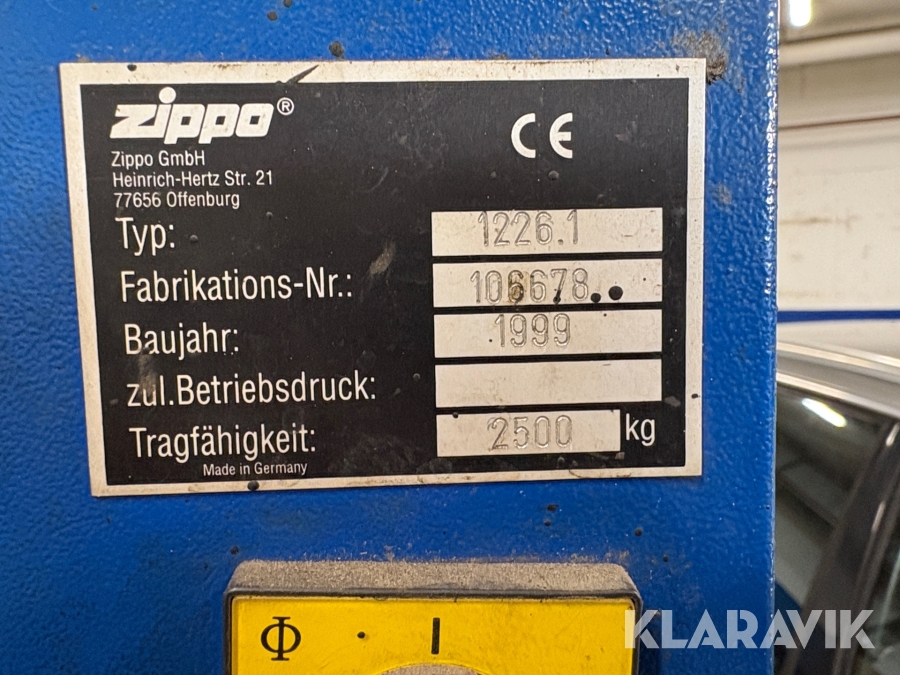 zippo®
CE
Zippo GmbH
Heinrich-Hertz Str. 21
77656 Offenburg
Typ: 1226.1
Fabrikations-Nr.: 106678
Baujahr: 1999
zul.Betriebsdruck:
Tragfähigkeit: 2500 kg
Made in Germany
Φ I
KLARAVIK